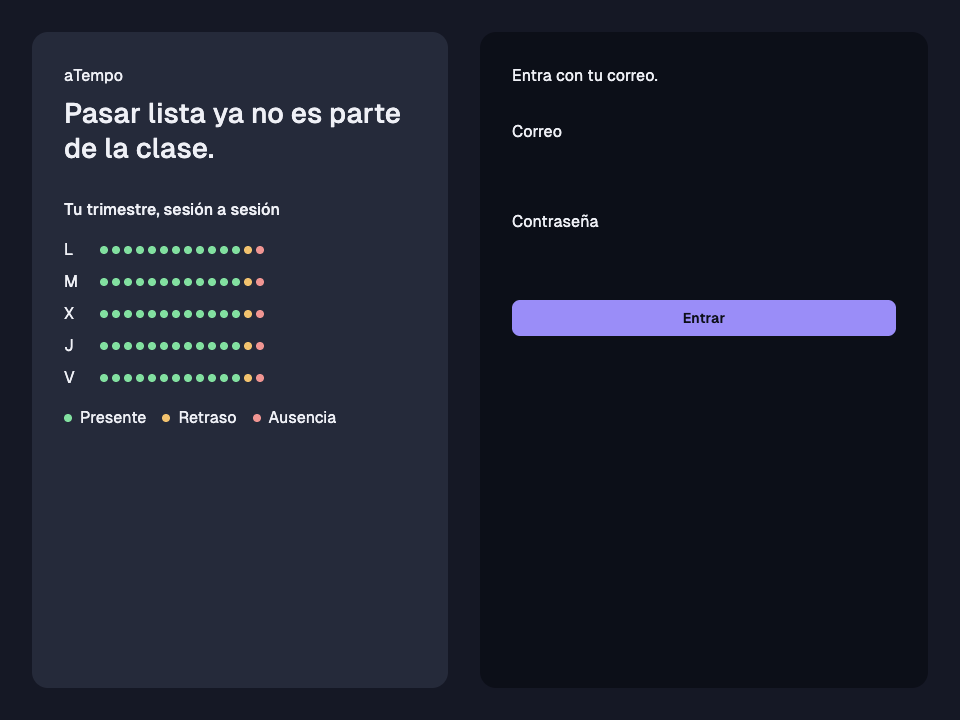 aTempo
Pasar lista ya no es parte
de la clase.
Tu trimestre, sesión a sesión
L
M
X
J
V
Presente Retraso Ausencia
Entra con tu correo.
Correo
Contraseña
Entrar